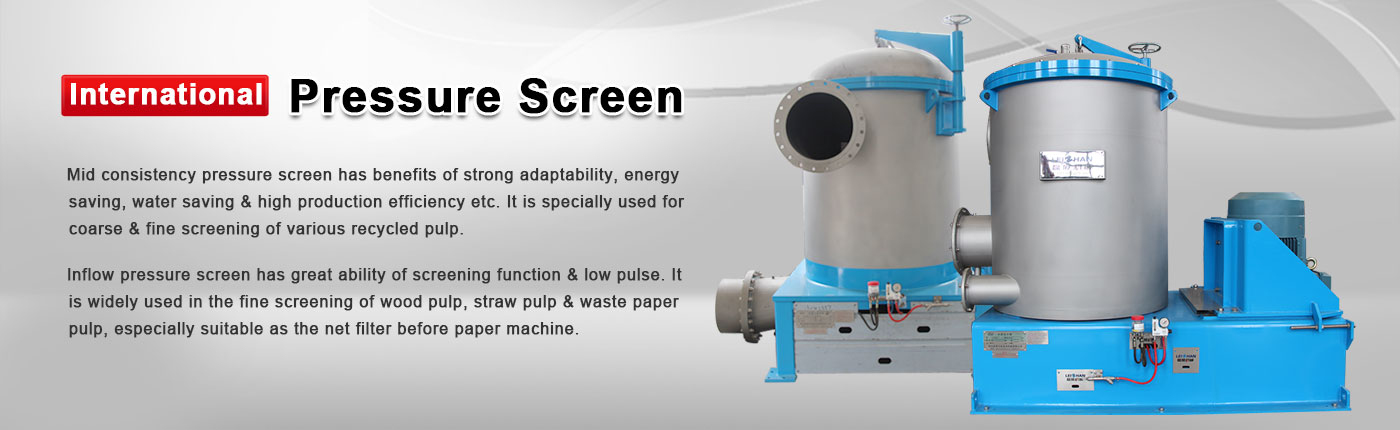 International Pressure Screen
Mid consistency pressure screen has benefits of strong adaptability, energy
saving, water saving & high production efficiency etc. It is specially used for
coarse & fine screening of various recycled pulp.
Inflow pressure screen has great ability of screening function & low pulse. It
is widely used in the fine screening of wood pulp, straw pulp & waste paper
pulp, especially suitable as the net filter before paper machine.
LEIZHAN
LEIZHAN
LEIZHAN